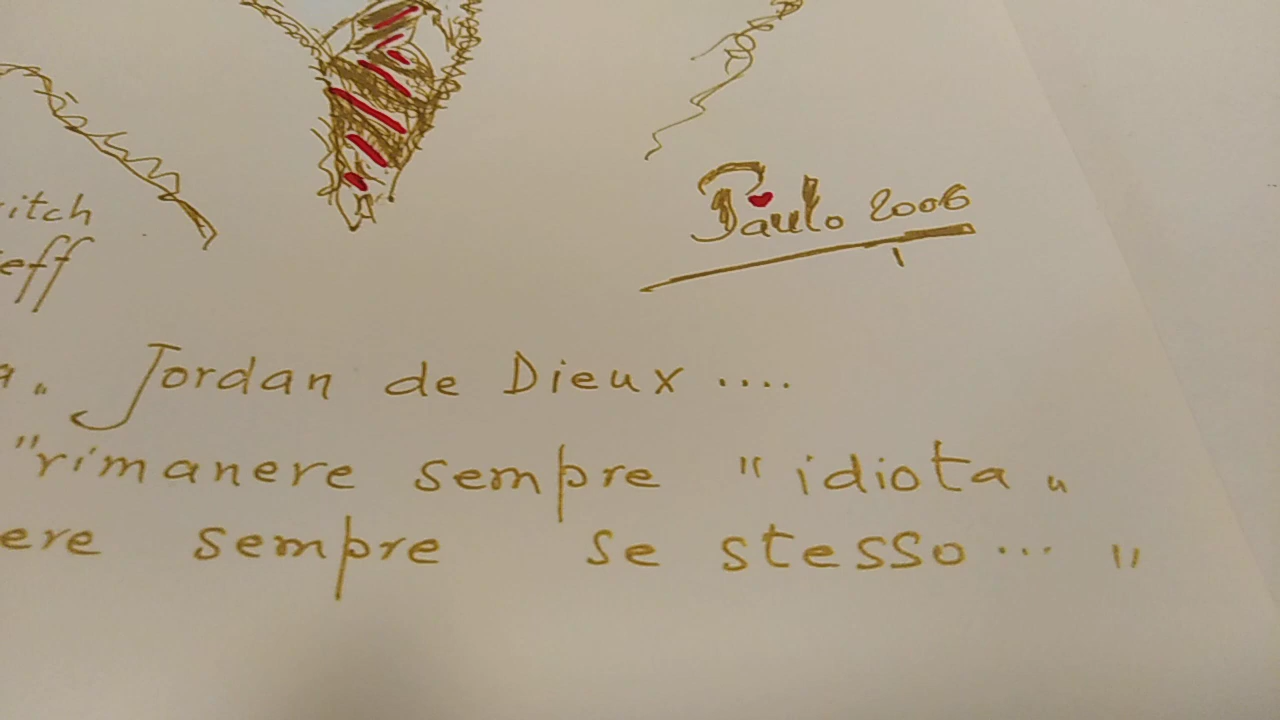 Paulo 2006
itch
eff
„ Jordan de Dieux ....
"rimanere sempre "idiota„
ere sempre se stesso... "